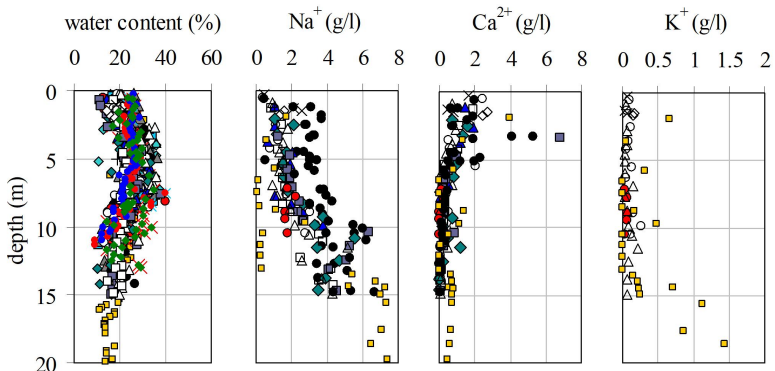 water content (%)
Na+ (g/l)
Ca2+ (g/l)
K+ (g/l)
0 20 40 60
0 2 4 6 8
0 2 4 6 8
0 0.5 1 1.5 2
0
5
10
15
20
depth (m)